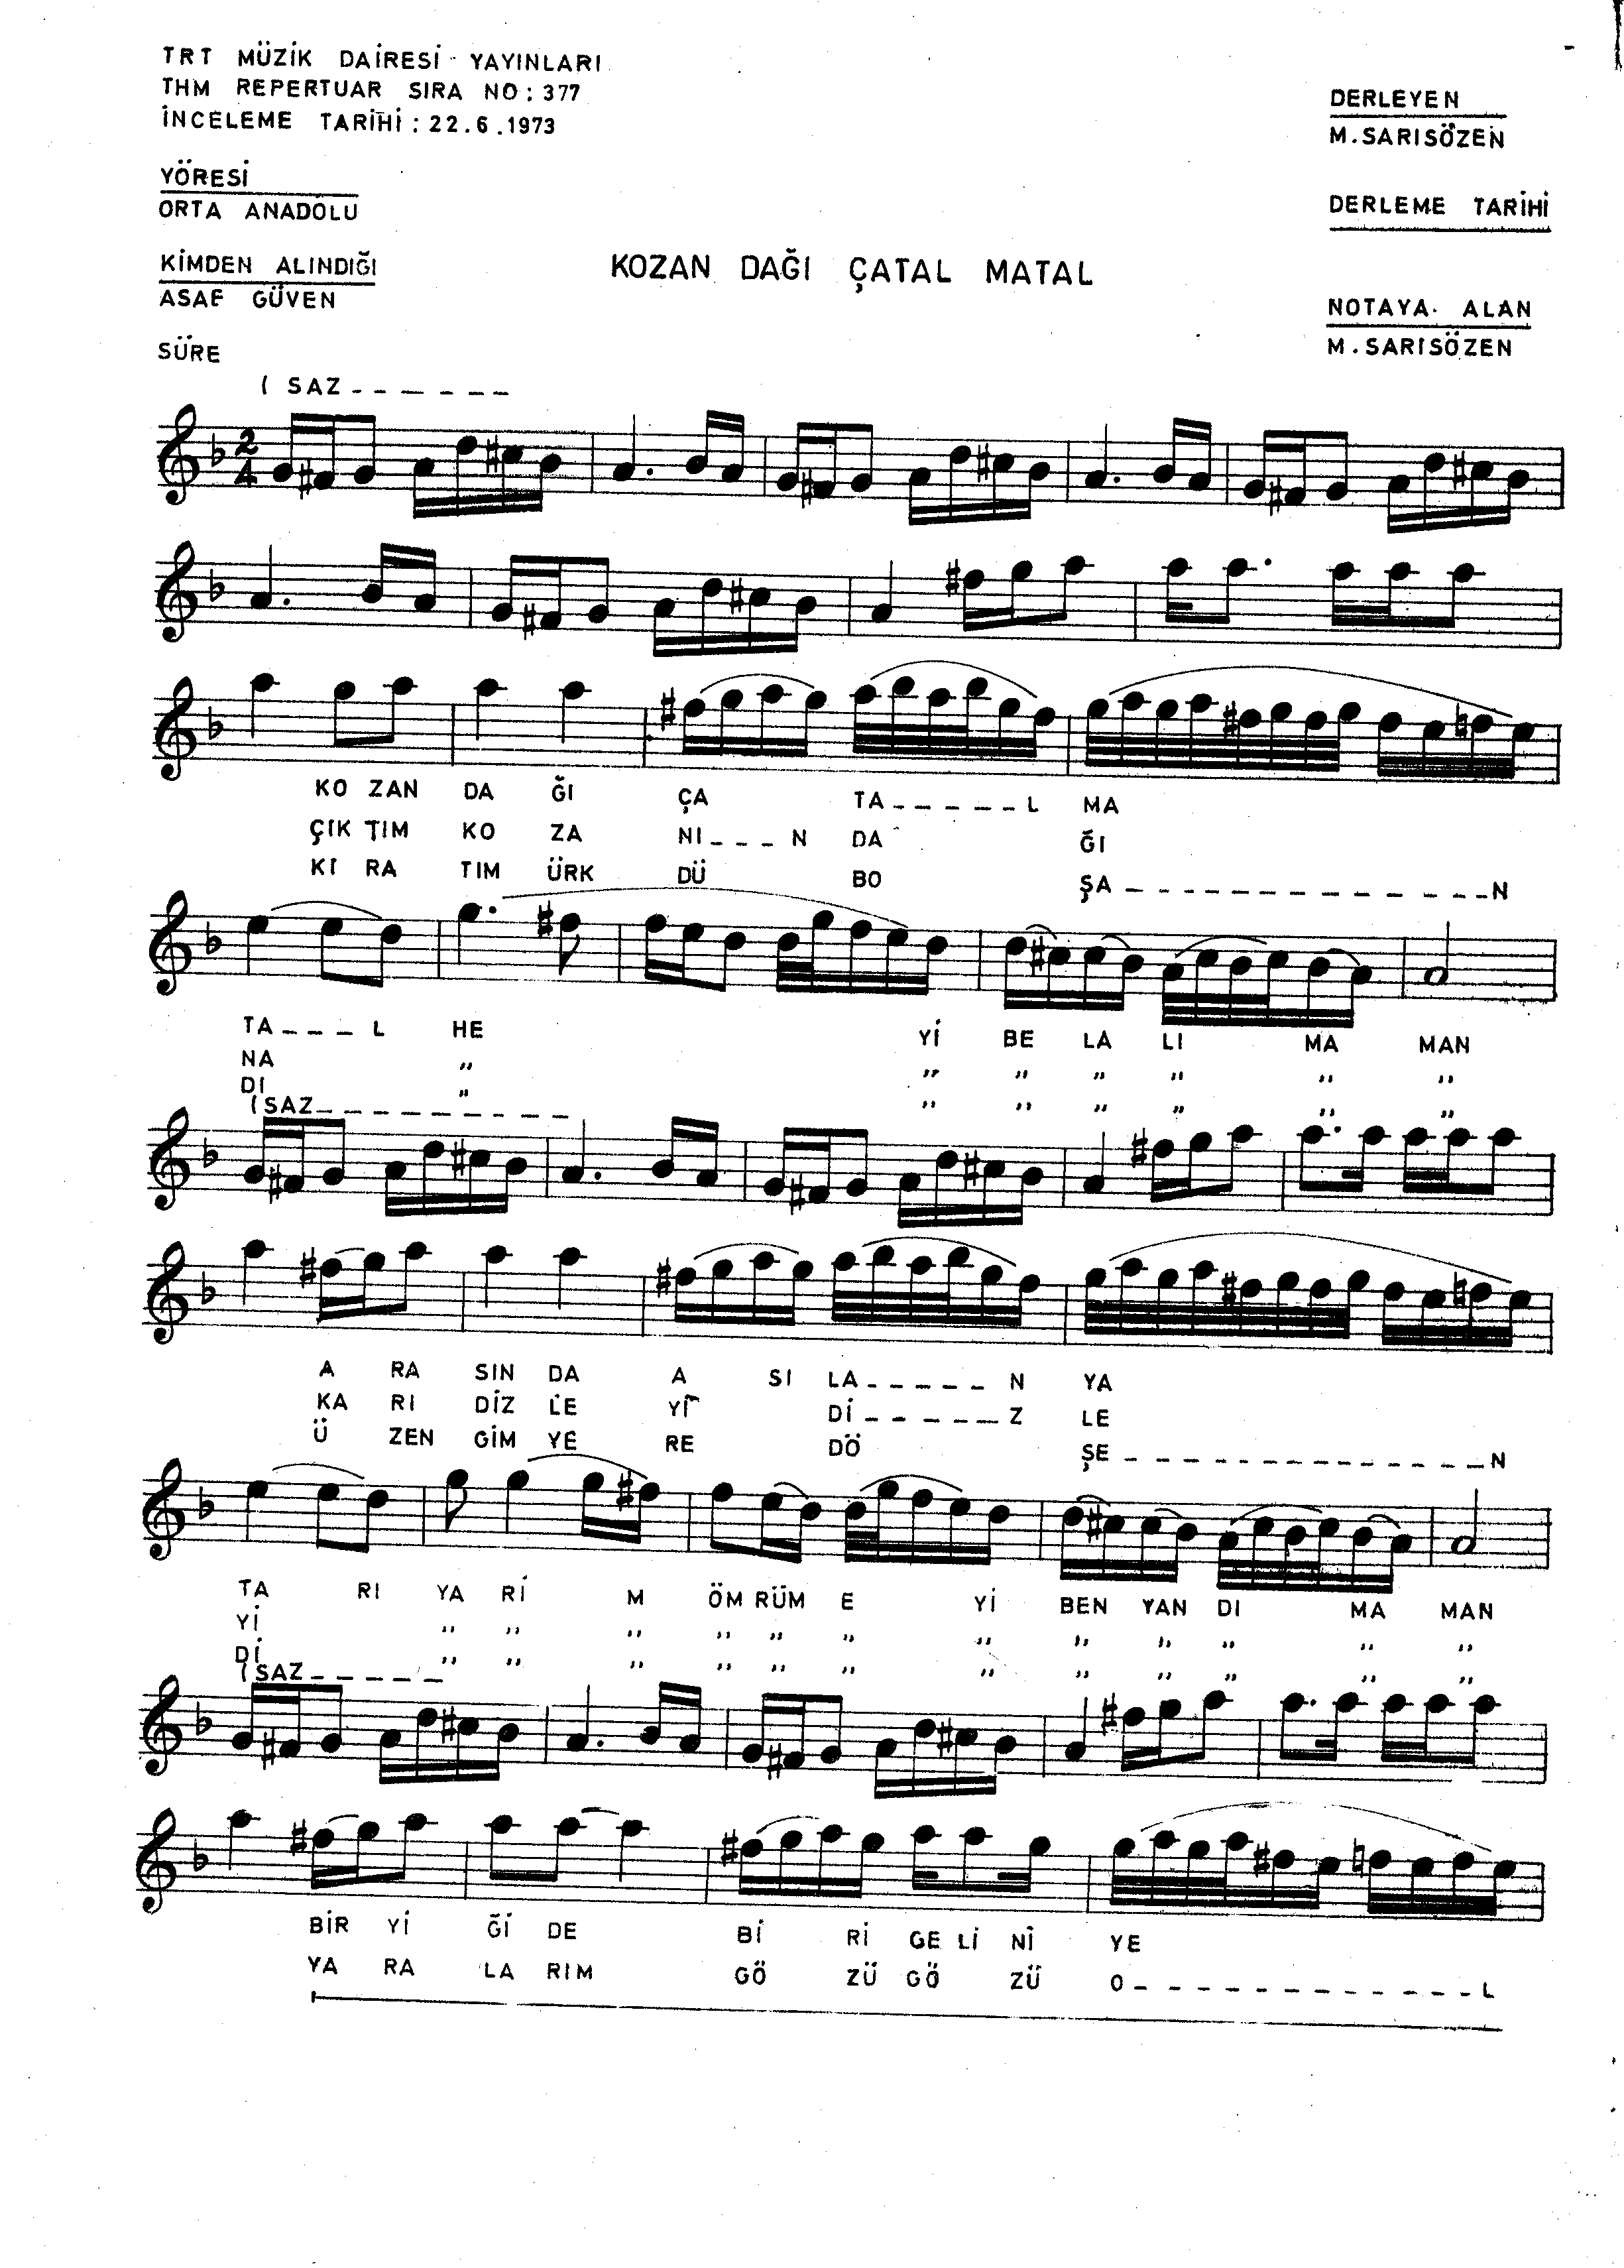 TRT MÜZİK DAİRESİ YAYINLARI
THM REPERTUAR SIRA NO : 377
İNCELEME TARİHİ : 22.6.1973
DERLEYEN
M.SARISÖZEN
YÖRESİ
ORTA ANADOLU
DERLEME TARİHİ
KİMDEN ALINDIĞI
ASAF GÜVEN
KOZAN DAĞI ÇATAL MATAL
NOTAYA ALAN
M.SARISÖZEN
SÜRE
( SAZ _ _ _ _ _ _
2
4
KO ZAN DA ĞI ÇA TA _ _ _ _ _ L MA
ÇIK TIM KO ZA NI _ _ _ N DA ĞI
KI RA TIM ÜRK DÜ BO ŞA _ _ _ _ _ _ _ _ _ _ _ _ N
TA _ _ _ L HE Yİ BE LA LI MA MAN
NA ,, ,, ,, ,, ,, ,, ,,
DI ,, ,, ,, ,, ,, ,, ,,
( SAZ _ _ _ _ _ _ _ _ _
A RA SIN DA A SI LA _ _ _ _ _ N YA
KA RI DİZ LE Yİ Dİ _ _ _ _ _ Z LE
Ü ZEN GİM YE RE DÖ ŞE _ _ _ _ _ _ _ _ _ _ _ _ _ N
TA RI YA Rİ M ÖM RÜM E Yİ BEN YAN DI MA MAN
Yİ ,, ,, ,, ,, ,, ,, ,, ,, ,, ,, ,, ,,
Dİ ,, ,, ,, ,, ,, ,, ,, ,, ,, ,, ,, ,,
( SAZ _ _ _ _ _
BİR Yİ Ğİ DE Bİ Rİ GE Lİ Nİ YE
YA RA LA RIM GÖ ZÜ GÖ ZÜ O _ _ _ _ _ _ _ _ _ _ _ L